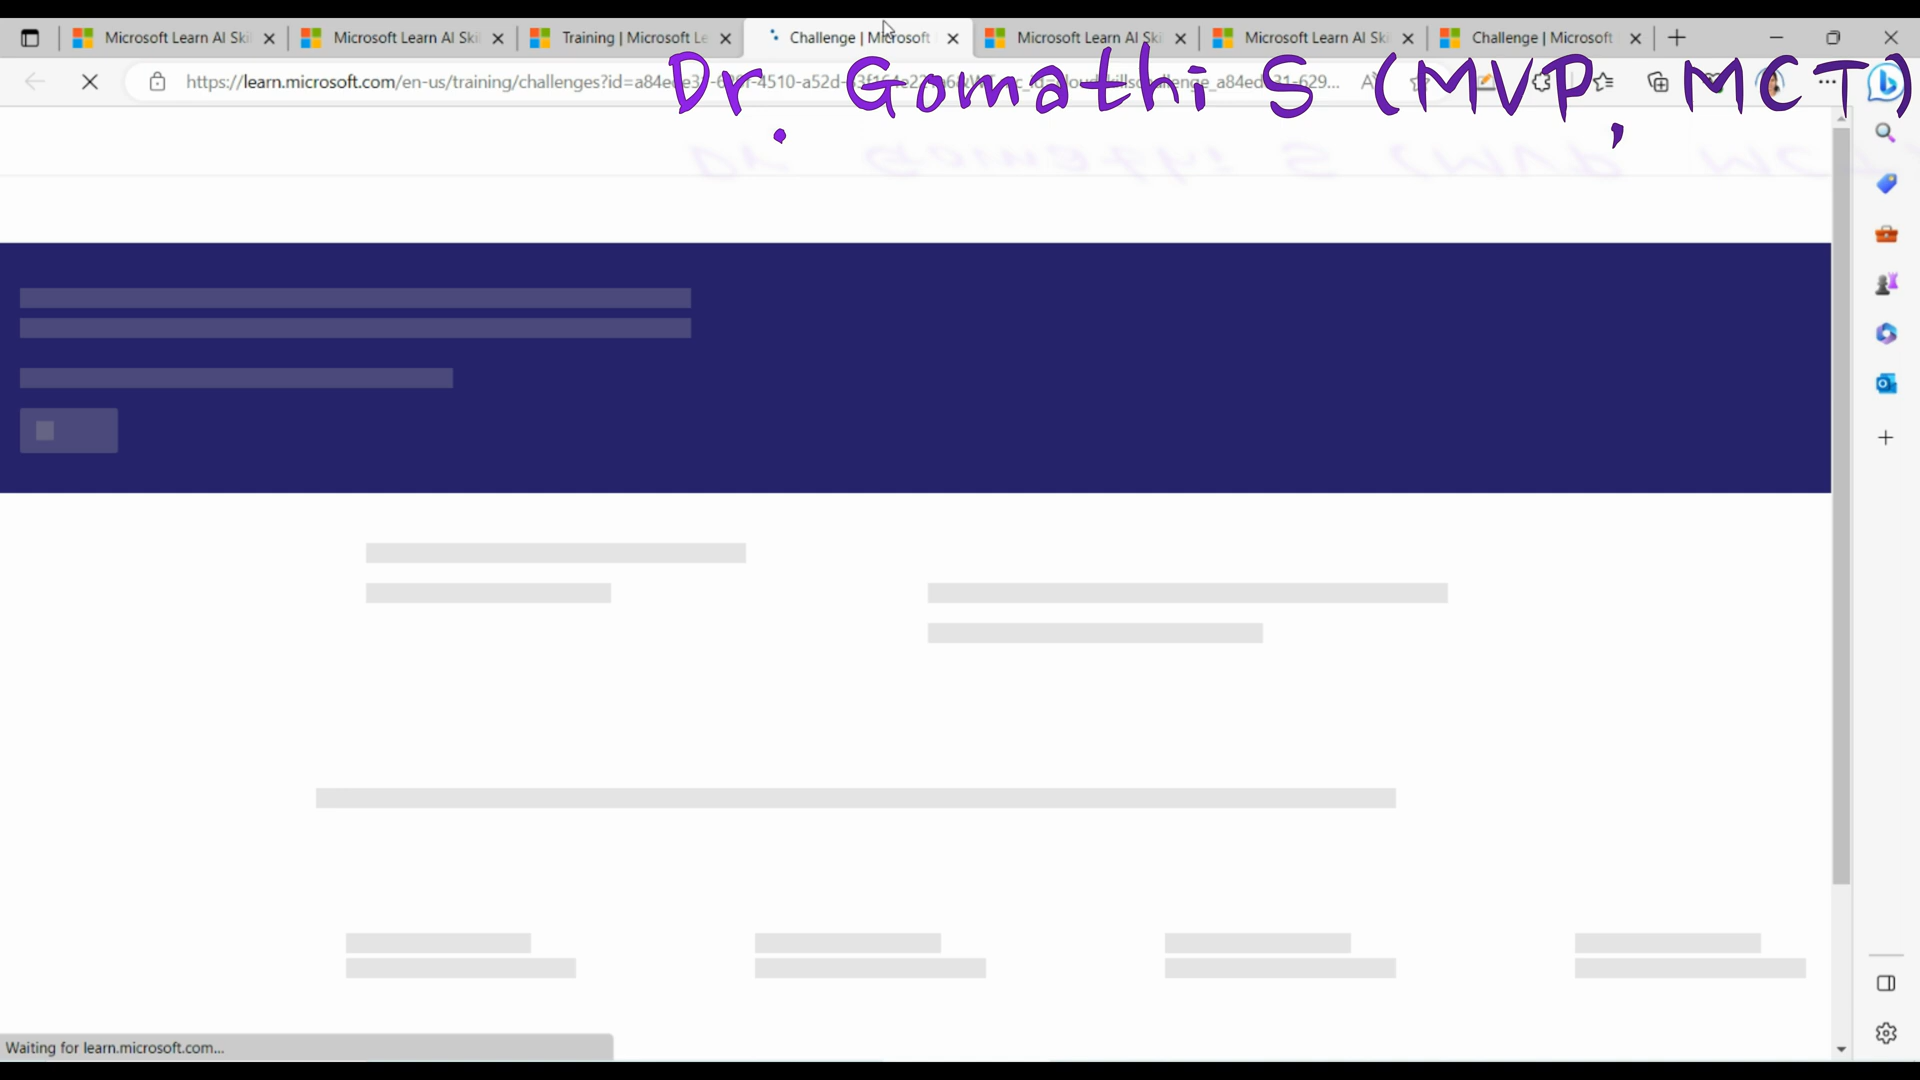 Microsoft Learn AI Ski
Microsoft Learn AI Ski
Training | Microsoft Le
Challenge | Microsoft
Microsoft Learn AI Ski
Microsoft Learn AI Ski
Challenge | Microsoft
Dr. Gomathi S (MVP, MCT)
Waiting for learn.microsoft.com...